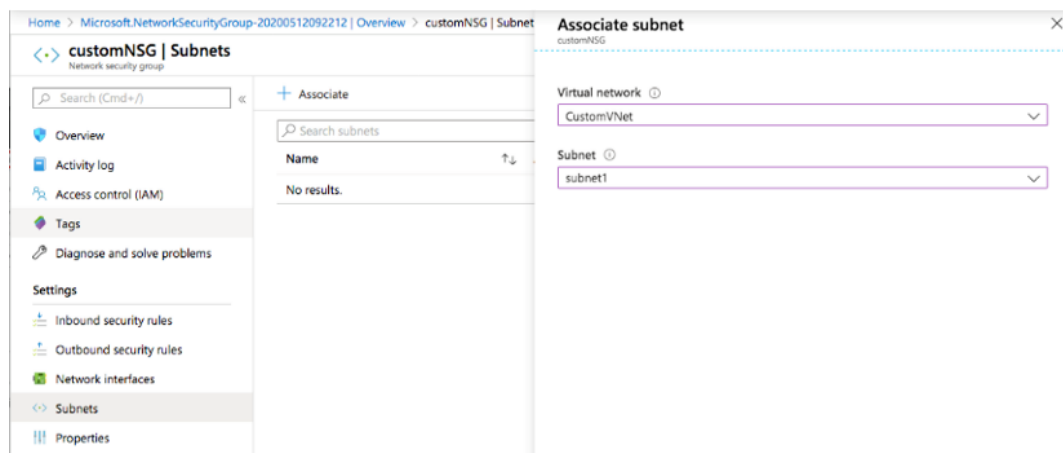 Home > Microsoft.NetworkSecurityGroup-20200512092212 | Overview > customNSG | Subnet
customNSG | Subnets
Network security group
Search (Cmd+/)
«
Overview
Activity log
Access control (IAM)
Tags
Diagnose and solve problems
Settings
Inbound security rules
Outbound security rules
Network interfaces
Subnets
Properties
+ Associate
Search subnets
Name ↑↓
No results.
Associate subnet
customNSG
Virtual network
CustomVNet
Subnet
subnet1